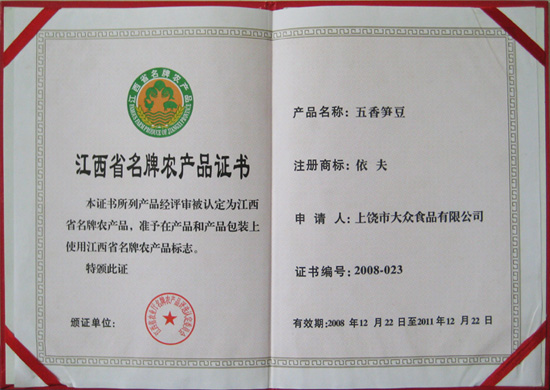 江西省名牌农产品
江西省名牌农产品证书
本证书所列产品经评审被认定为江西
省名牌农产品，准予在产品和产品包装上
使用江西省名牌农产品标志。
特颁此证
颁证单位：
产品名称：五香笋豆
注册商标：依夫
申请人：上饶市大众食品有限公司
证书编号：2008-023
有效期：2008 年12 月22日至2011年12 月 22日